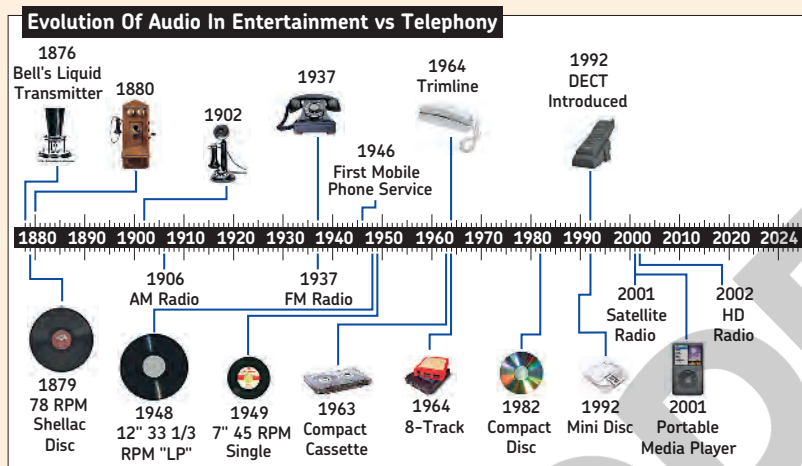 Evolution Of Audio In Entertainment vs Telephony
1876
Bell's Liquid
Transmitter
1880
1902
1937
1946
First Mobile
Phone Service
1964
Trimline
1992
DECT
Introduced
1880 1890 1900 1910 1920 1930 1940 1950 1960 1970 1980 1990 2000 2010 2020 2024
1906
AM Radio
1937
FM Radio
2001
Satellite
Radio
2002
HD
Radio
1879
78 RPM
Shellac
Disc
1948
12" 33 1/3
RPM "LP"
1949
7" 45 RPM
Single
1963
Compact
Cassette
1964
8-Track
1982
Compact
Disc
1992
Mini Disc
2001
Portable
Media Player